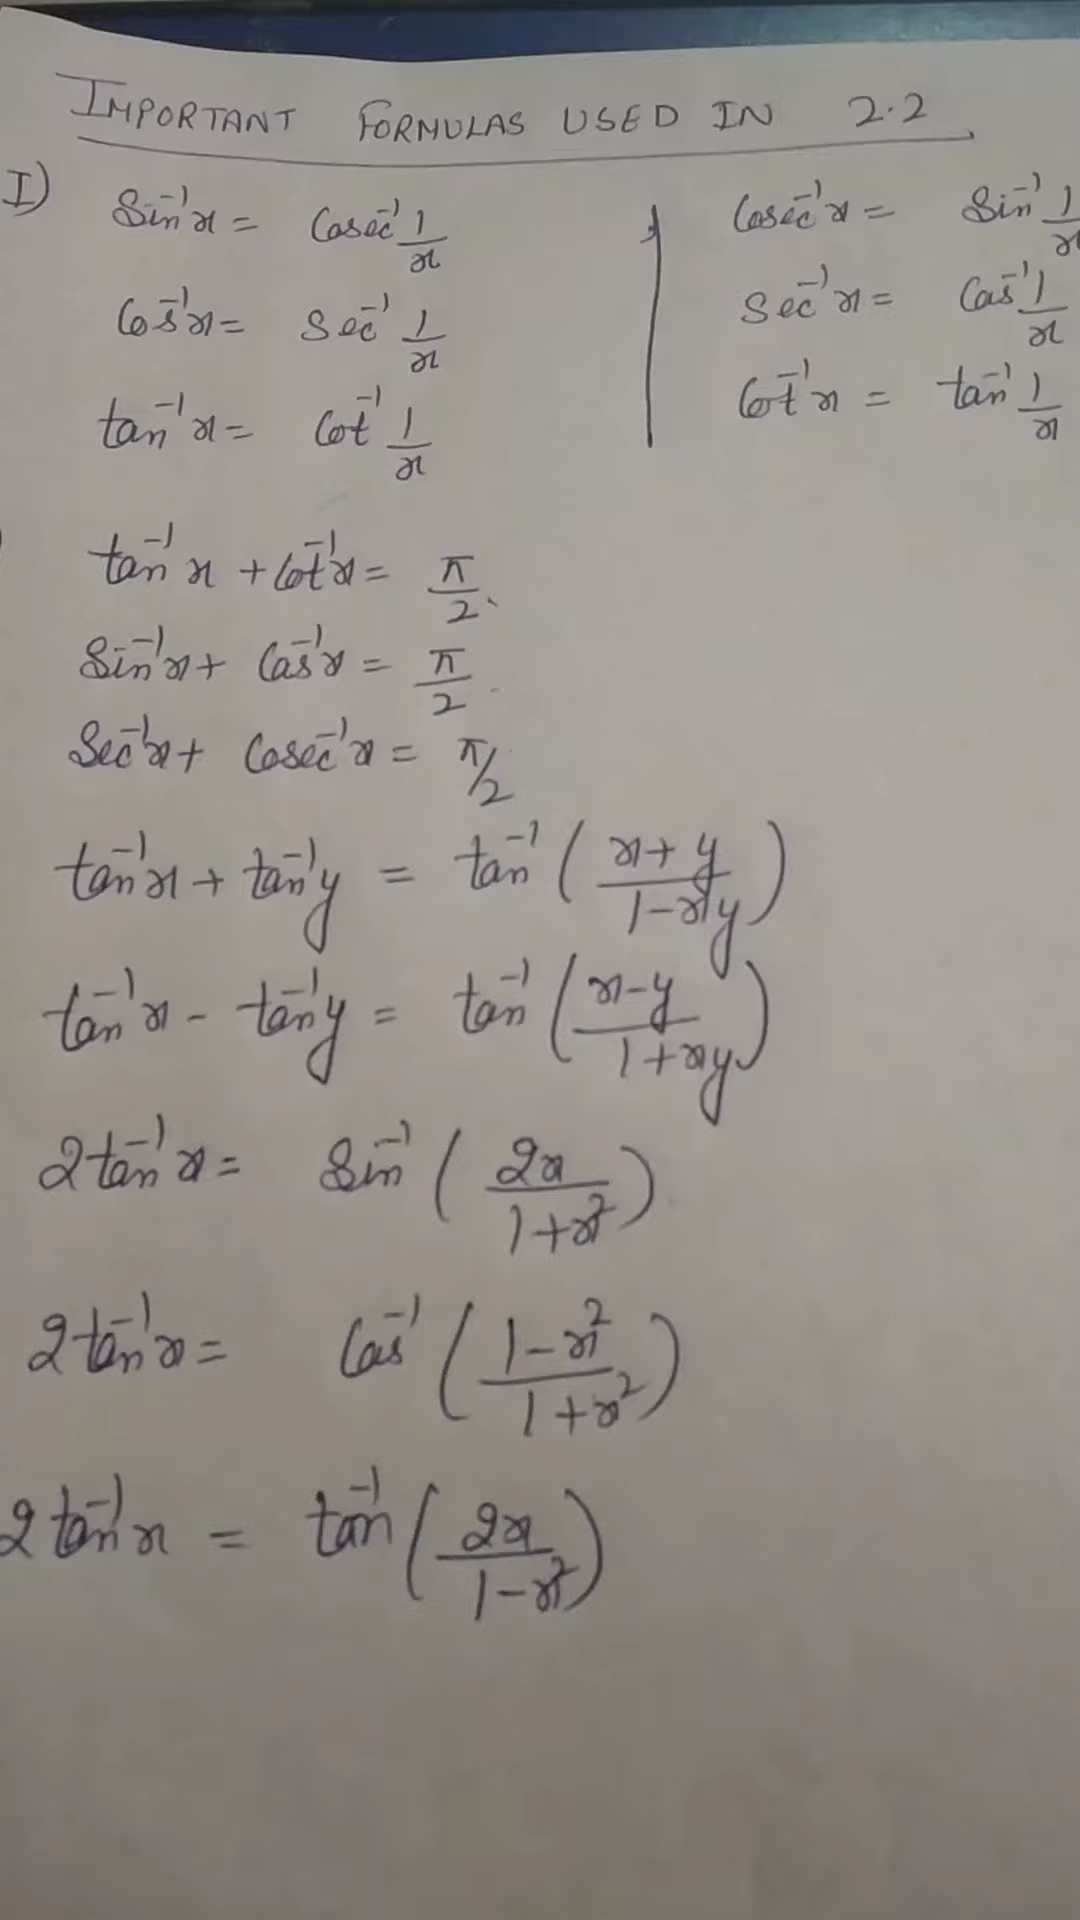 IMPORTANT FORMULAS USED IN 2.2
I) Sin⁻¹x = Cosec⁻¹ 1/x | Cosec⁻¹x = Sin⁻¹ 1/x
Cos⁻¹x = Sec⁻¹ 1/x | Sec⁻¹x = Cos⁻¹ 1/x
tan⁻¹x = Cot⁻¹ 1/x | Cot⁻¹x = tan⁻¹ 1/x
tan⁻¹x + Cot⁻¹x = π/2
Sin⁻¹x + Cos⁻¹x = π/2
Sec⁻¹x + Cosec⁻¹x = π/2
tan⁻¹x + tan⁻¹y = tan⁻¹ ( (x+y)/(1-xy) )
tan⁻¹x - tan⁻¹y = tan⁻¹ ( (x-y)/(1+xy) )
2tan⁻¹x = Sin⁻¹ ( 2x/(1+x²) )
2tan⁻¹x = Cos⁻¹ ( (1-x²)/(1+x²) )
2tan⁻¹x = tan⁻¹ ( 2x/(1-x²) )